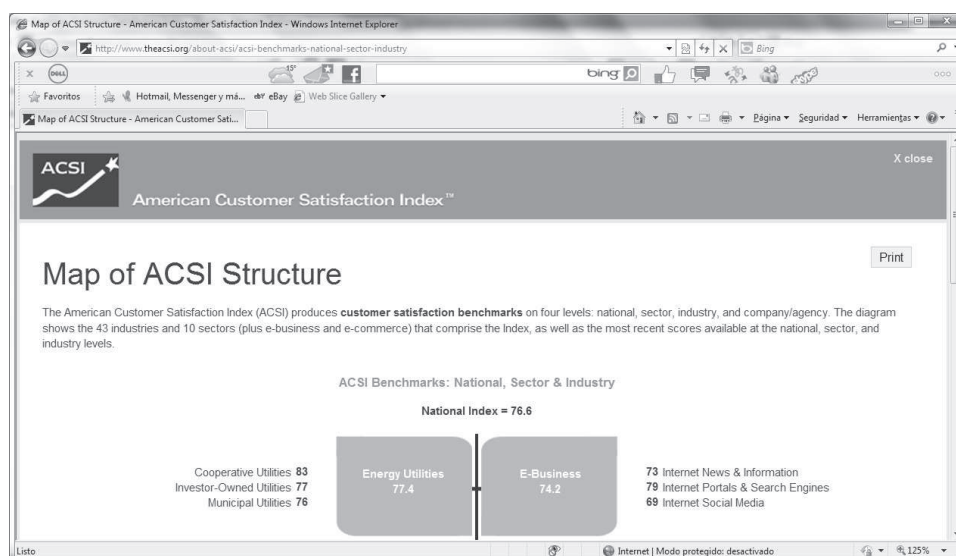 Map of ACSI Structure - American Customer Satisfaction Index - Windows Internet Explorer
http://www.theacsi.org/about-acsi/acsi-benchmarks-national-sector-industry
Bing
x DELL 15° bing
Favoritos Hotmail, Messenger y má... eBay Web Slice Gallery
Map of ACSI Structure - American Customer Sati... Página Seguridad Herramientas
X close
ACSI
American Customer Satisfaction Index™
Print
Map of ACSI Structure
The American Customer Satisfaction Index (ACSI) produces customer satisfaction benchmarks on four levels: national, sector, industry, and company/agency. The diagram
shows the 43 industries and 10 sectors (plus e-business and e-commerce) that comprise the Index, as well as the most recent scores available at the national, sector, and
industry levels.
ACSI Benchmarks: National, Sector & Industry
National Index = 76.6
Cooperative Utilities 83
Investor-Owned Utilities 77
Municipal Utilities 76
Energy Utilities
77.4
E-Business
74.2
73 Internet News & Information
79 Internet Portals & Search Engines
69 Internet Social Media
Listo Internet | Modo protegido: desactivado 125%